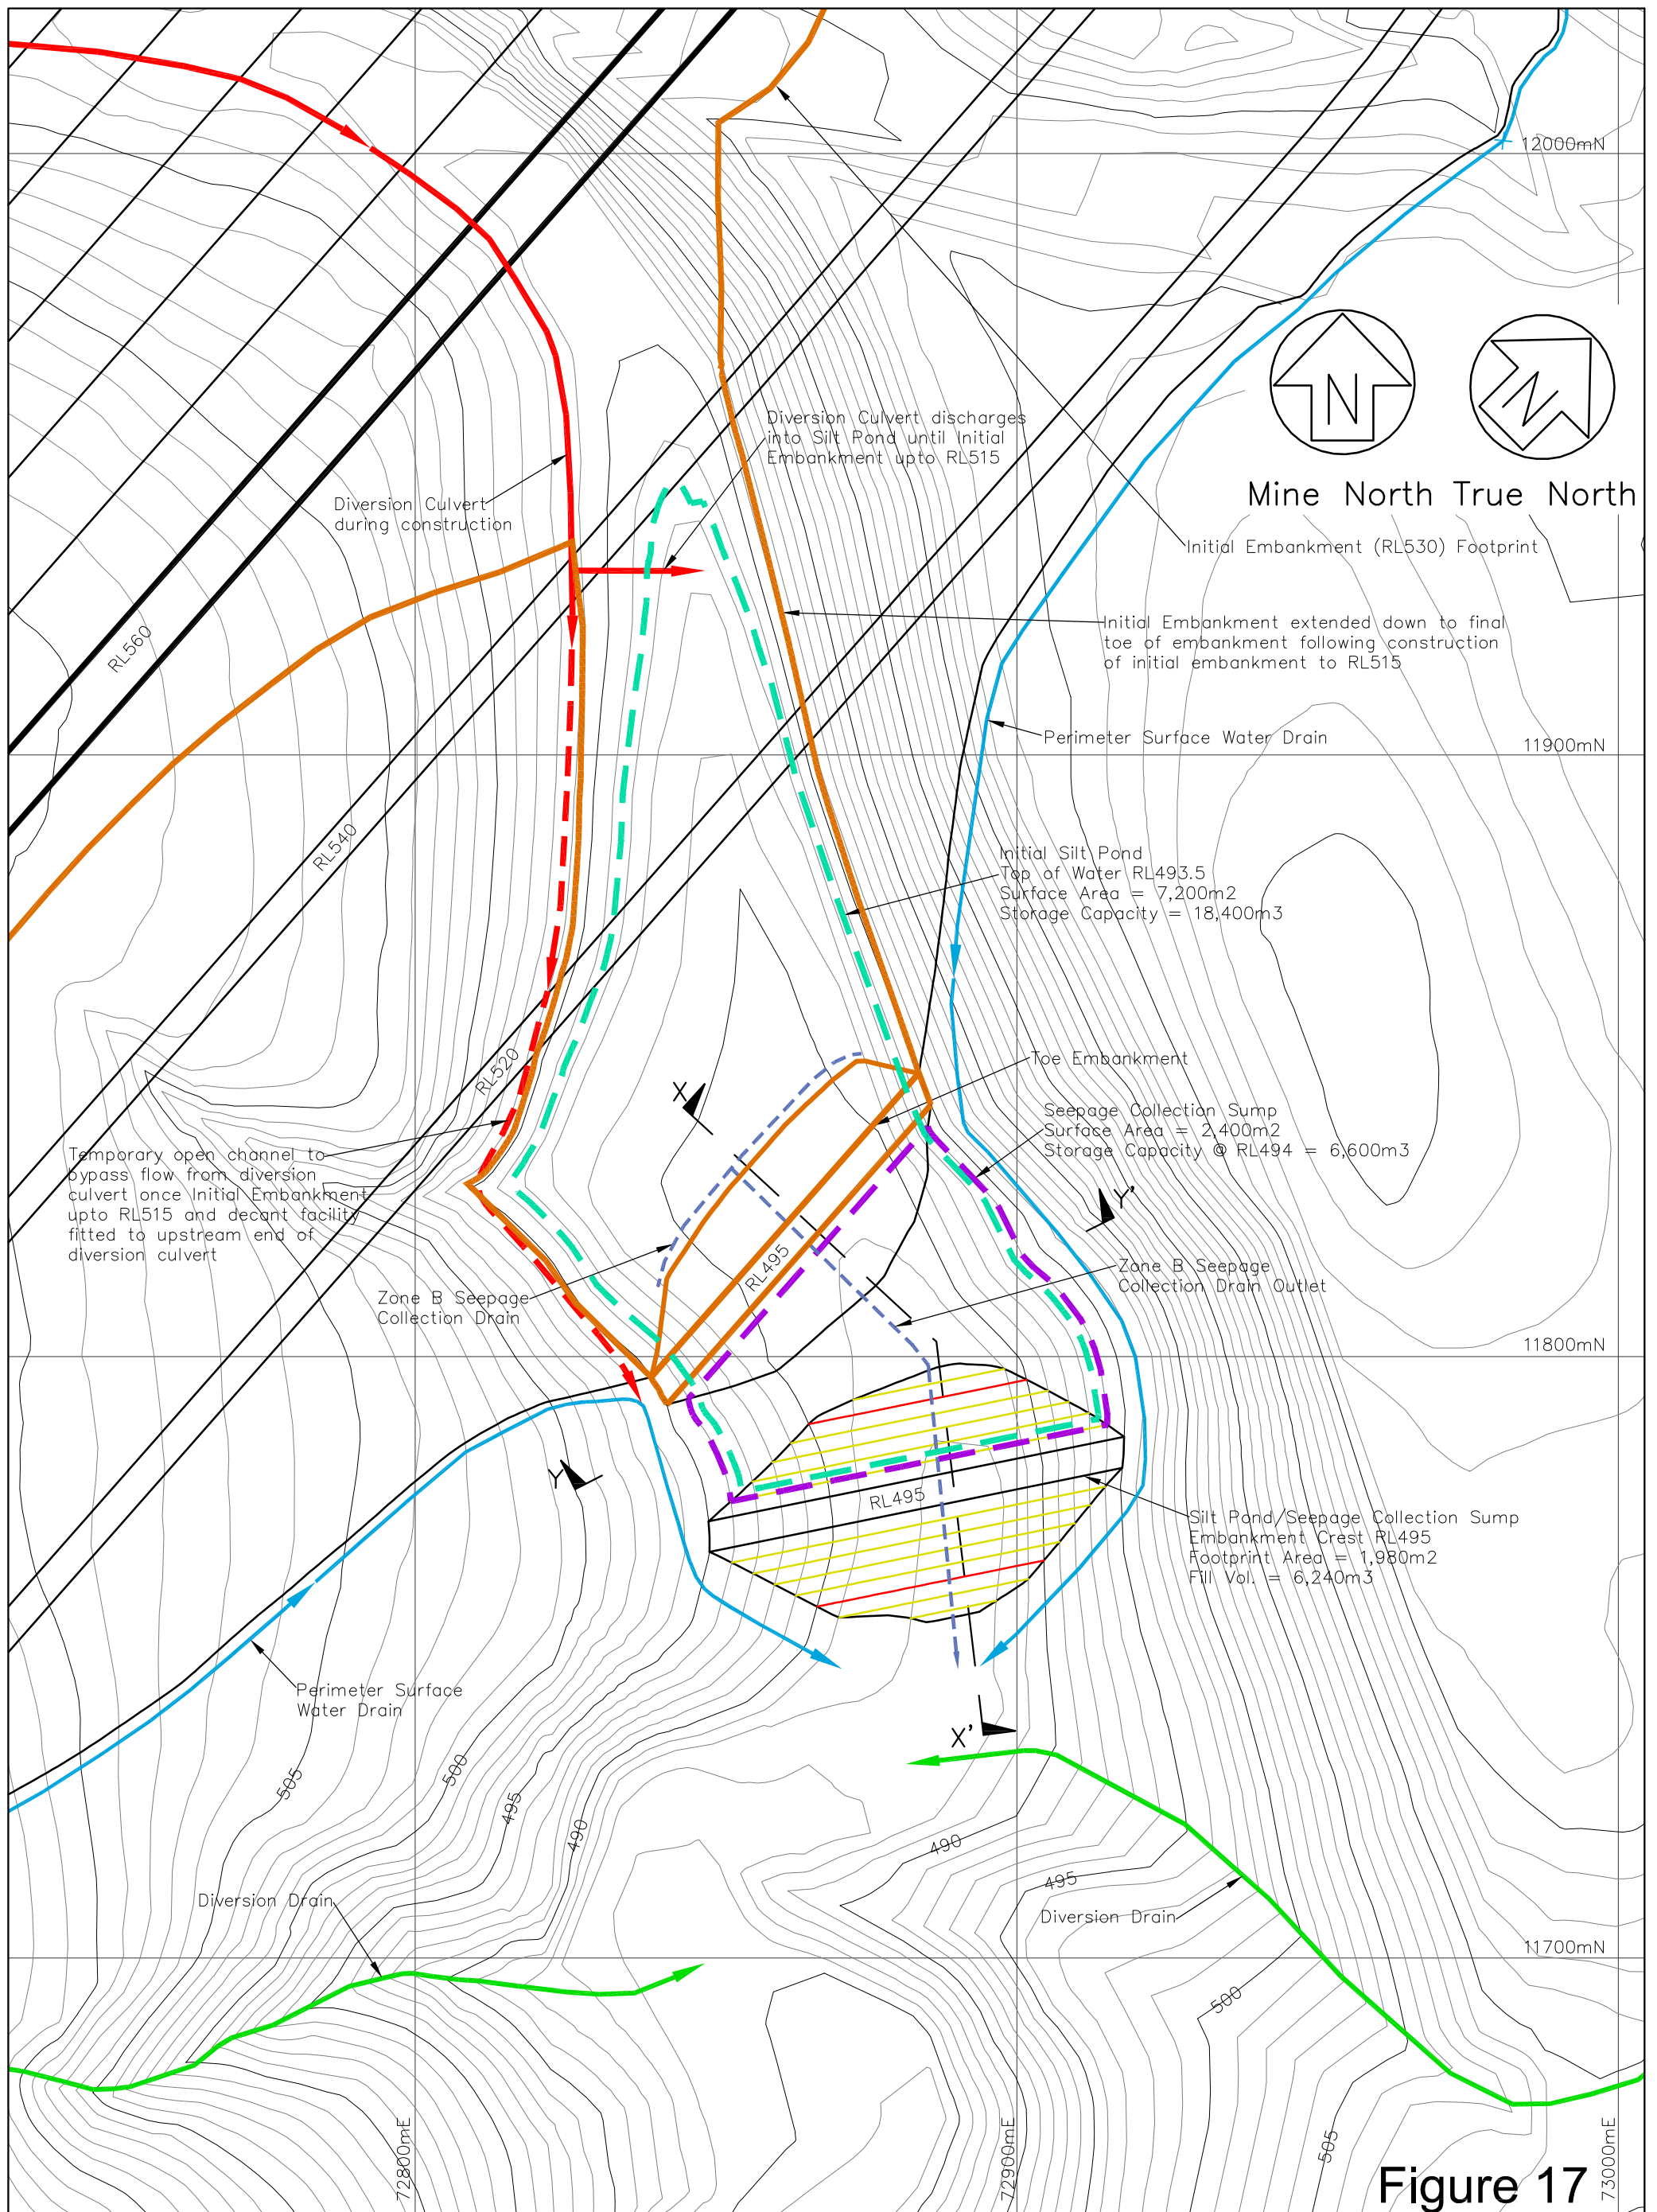 12000mN
N
N
Mine North True North
Diversion Culvert discharges
into Silt Pond until Initial
Embankment upto RL515
Diversion Culvert
during construction
Initial Embankment (RL530) Footprint
Initial Embankment extended down to final
toe of embankment following construction
of initial embankment to RL515
RL560
Perimeter Surface Water Drain
11900mN
RL540
Initial Silt Pond
Top of Water RL493.5
Surface Area = 7,200m2
Storage Capacity = 18,400m3
RL520
Toe Embankment
X
Seepage Collection Sump
Surface Area = 2,400m2
Storage Capacity @ RL494 = 6,600m3
Temporary open channel to
bypass flow from diversion
culvert once Initial Embankment
upto RL515 and decant facility
fitted to upstream end of
diversion culvert
Y'
RL495
Zone B Seepage
Collection Drain Outlet
Zone B Seepage
Collection Drain
11800mN
Y
RL495
Silt Pond/Seepage Collection Sump
Embankment Crest RL495
Footprint Area = 1,980m2
Fill Vol. = 6,240m3
Perimeter Surface
Water Drain
X'
505
500
495
490
490
495
Diversion Drain
Diversion Drain
11700mN
500
505
72800mE
72900mE
73000mE
Figure 17